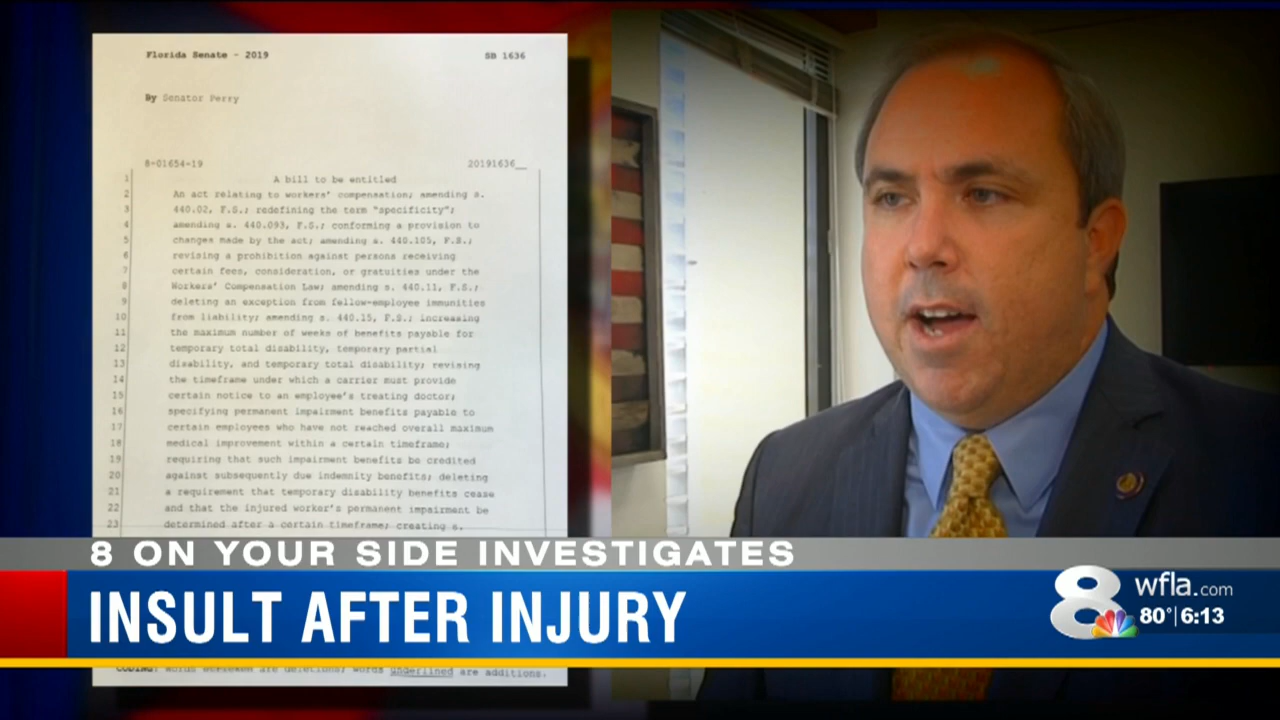 Florida Senate - 2019 SB 1636
By Senator Perry
8-01654-19 20191636__
1 A bill to be entitled
2 An act relating to workers' compensation; amending s.
3 440.02, F.S.; redefining the term "specificity";
4 amending s. 440.093, F.S.; conforming a provision to
5 changes made by the act; amending s. 440.105, F.S.;
6 revising a prohibition against persons receiving
7 certain fees, consideration, or gratuities under the
8 Workers' Compensation Law; amending s. 440.11, F.S.;
9 deleting an exception from fellow-employee immunities
10 from liability; amending s. 440.15, F.S.; increasing
11 the maximum number of weeks of benefits payable for
12 temporary total disability, temporary partial
13 disability, and temporary total disability; revising
14 the timeframe under which a carrier must provide
15 certain notice to an employee's treating doctor;
16 specifying permanent impairment benefits payable to
17 certain employees who have not reached overall maximum
18 medical improvement within a certain timeframe;
19 requiring that such impairment benefits be credited
20 against subsequently due indemnity benefits; deleting
21 a requirement that temporary disability benefits cease
22 and that the injured worker's permanent impairment be
23 determined after a certain timeframe; creating s.
8 ON YOUR SIDE INVESTIGATES
INSULT AFTER INJURY
8 wfla.com
80° | 6:13
CODING: Words stricken are deletions; words underlined are additions.